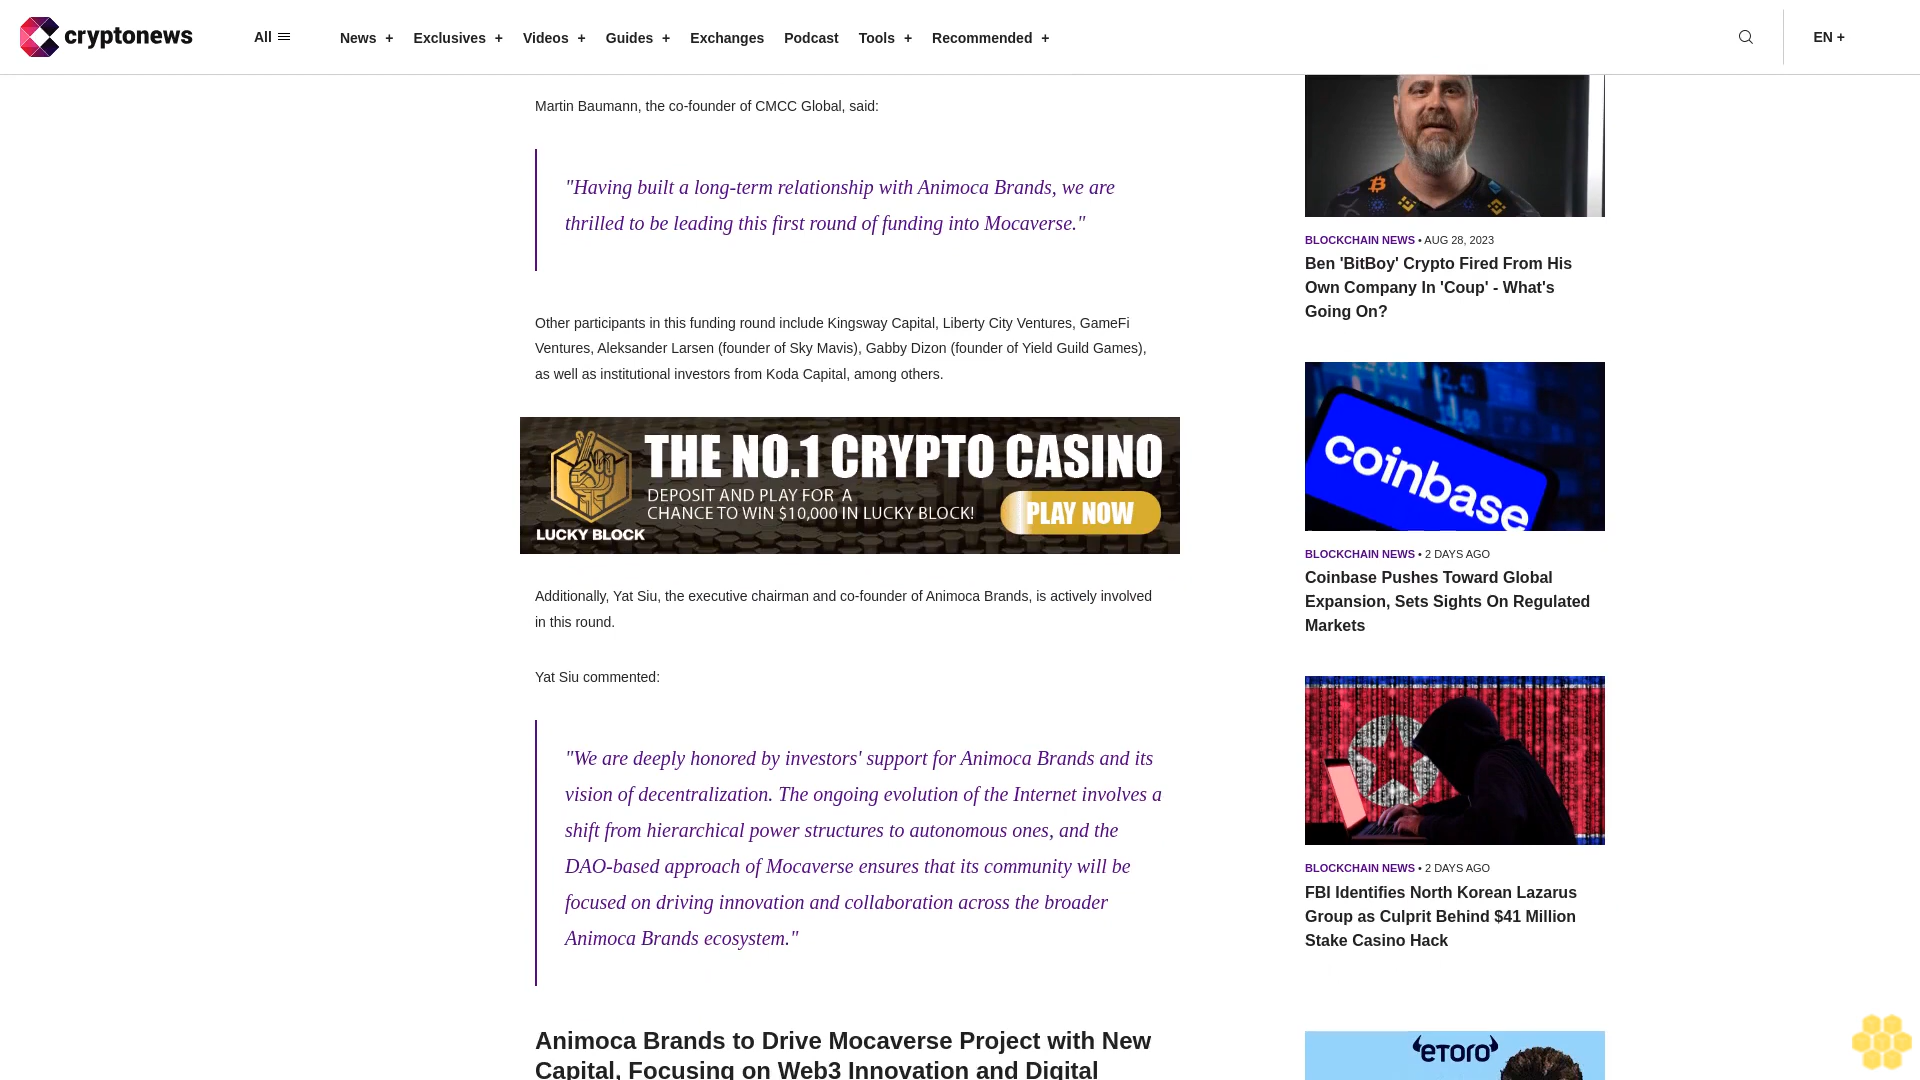 cryptonews
All
News +
Exclusives +
Videos +
Guides +
Exchanges
Podcast
Tools +
Recommended +
EN +
Martin Baumann, the co-founder of CMCC Global, said:
"Having built a long-term relationship with Animoca Brands, we are
thrilled to be leading this first round of funding into Mocaverse."
Other participants in this funding round include Kingsway Capital, Liberty City Ventures, GameFi
Ventures, Aleksander Larsen (founder of Sky Mavis), Gabby Dizon (founder of Yield Guild Games),
as well as institutional investors from Koda Capital, among others.
THE NO.1 CRYPTO CASINO
DEPOSIT AND PLAY FOR A
CHANCE TO WIN $10,000 IN LUCKY BLOCK!
PLAY NOW
LUCKY BLOCK
Additionally, Yat Siu, the executive chairman and co-founder of Animoca Brands, is actively involved
in this round.
Yat Siu commented:
"We are deeply honored by investors' support for Animoca Brands and its
vision of decentralization. The ongoing evolution of the Internet involves a
shift from hierarchical power structures to autonomous ones, and the
DAO-based approach of Mocaverse ensures that its community will be
focused on driving innovation and collaboration across the broader
Animoca Brands ecosystem."
Animoca Brands to Drive Mocaverse Project with New
Capital, Focusing on Web3 Innovation and Digital
BLOCKCHAIN NEWS • AUG 28, 2023
Ben 'BitBoy' Crypto Fired From His
Own Company In 'Coup' - What's
Going On?
coinbase
BLOCKCHAIN NEWS • 2 DAYS AGO
Coinbase Pushes Toward Global
Expansion, Sets Sights On Regulated
Markets
BLOCKCHAIN NEWS • 2 DAYS AGO
FBI Identifies North Korean Lazarus
Group as Culprit Behind $41 Million
Stake Casino Hack
eToro